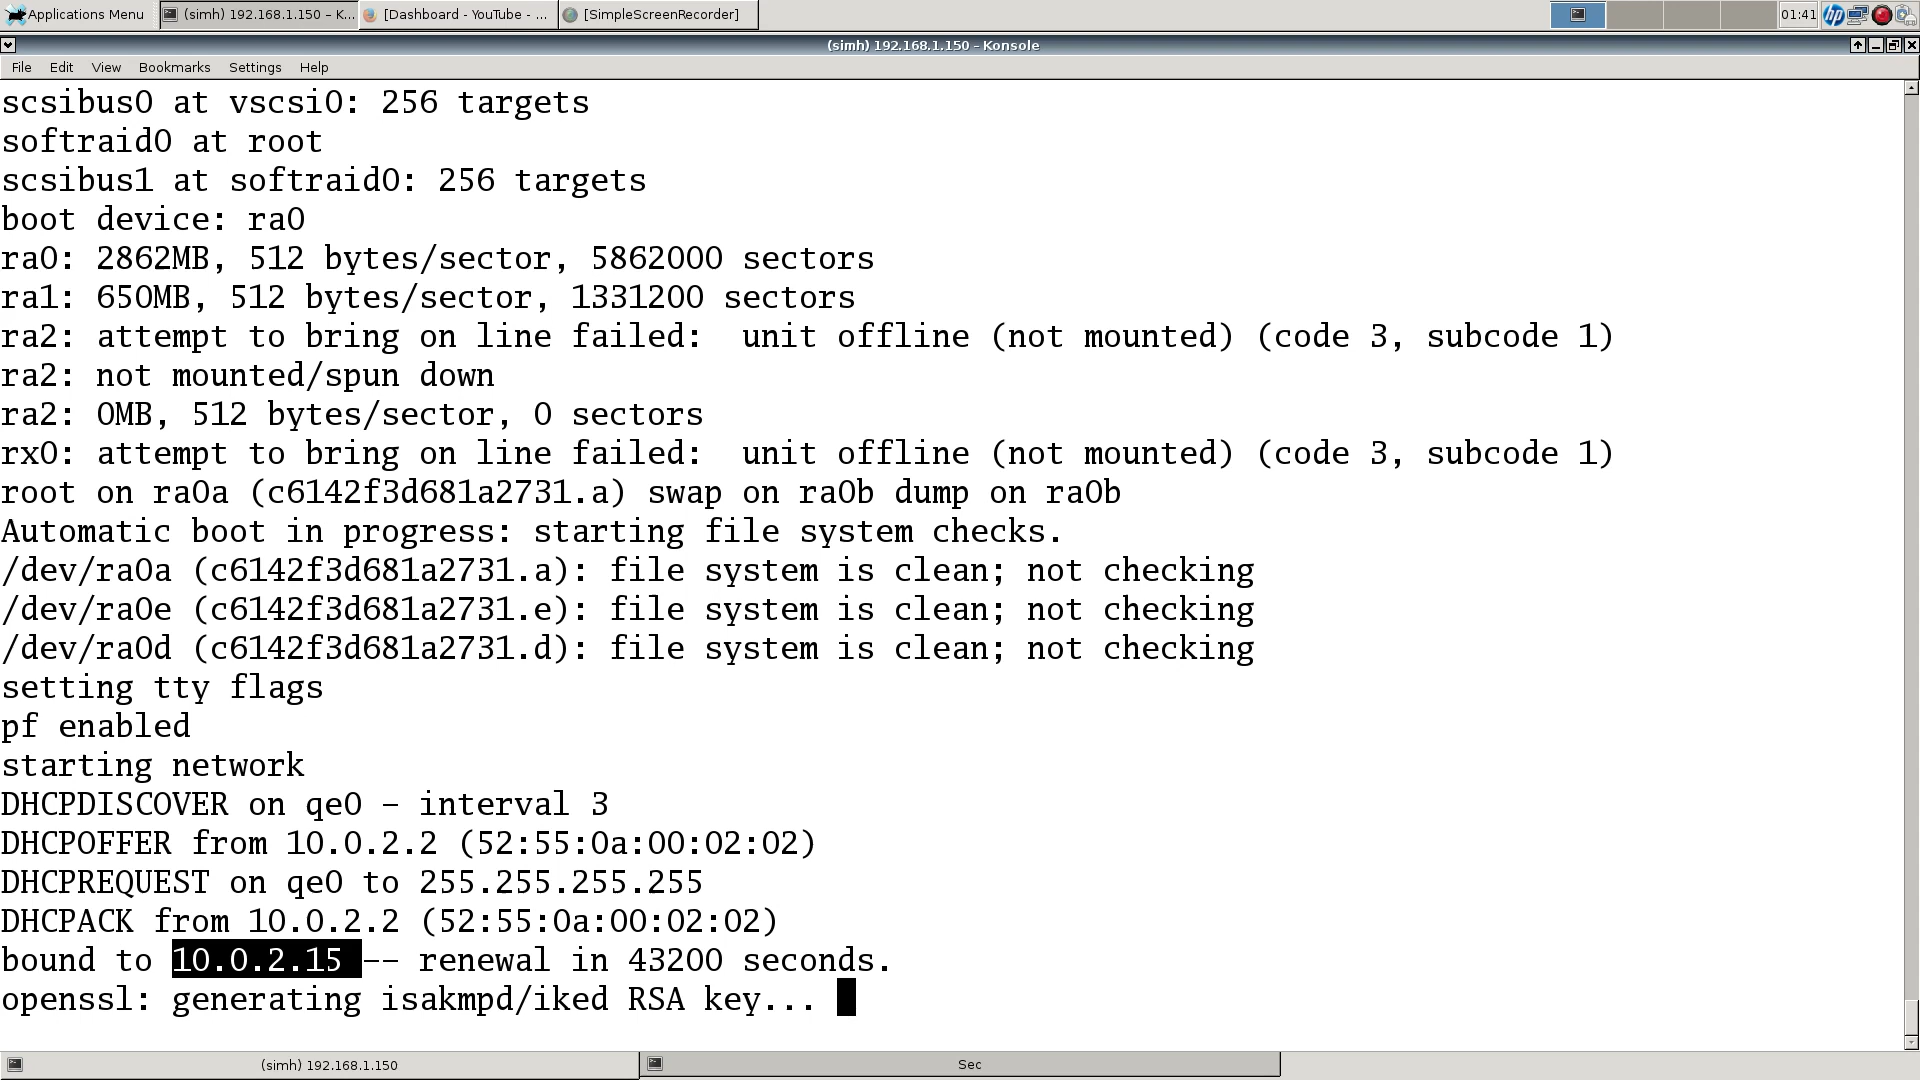 Applications Menu
(simh) 192.168.1.150 – K...
[Dashboard - YouTube - ...
[SimpleScreenRecorder]
01:41
(simh) 192.168.1.150 – Konsole
File Edit View Bookmarks Settings Help
scsibus0 at vscsi0: 256 targets
softraid0 at root
scsibus1 at softraid0: 256 targets
boot device: ra0
ra0: 2862MB, 512 bytes/sector, 5862000 sectors
ra1: 650MB, 512 bytes/sector, 1331200 sectors
ra2: attempt to bring on line failed:  unit offline (not mounted) (code 3, subcode 1)
ra2: not mounted/spun down
ra2: 0MB, 512 bytes/sector, 0 sectors
rx0: attempt to bring on line failed:  unit offline (not mounted) (code 3, subcode 1)
root on ra0a (c6142f3d681a2731.a) swap on ra0b dump on ra0b
Automatic boot in progress: starting file system checks.
/dev/ra0a (c6142f3d681a2731.a): file system is clean; not checking
/dev/ra0e (c6142f3d681a2731.e): file system is clean; not checking
/dev/ra0d (c6142f3d681a2731.d): file system is clean; not checking
setting tty flags
pf enabled
starting network
DHCPDISCOVER on qe0 - interval 3
DHCPOFFER from 10.0.2.2 (52:55:0a:00:02:02)
DHCPREQUEST on qe0 to 255.255.255.255
DHCPACK from 10.0.2.2 (52:55:0a:00:02:02)
bound to 10.0.2.15 -- renewal in 43200 seconds.
openssl: generating isakmpd/iked RSA key...
(simh) 192.168.1.150
Sec